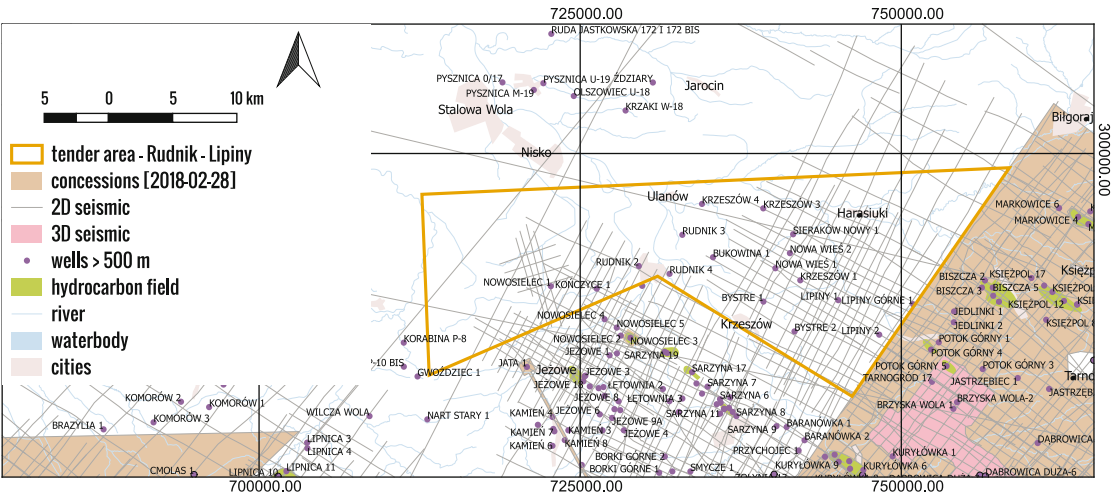 725000.00
750000.00
RUDA JASTKOWSKA 172 I 172 BIS
PYSZNICA 0/17
PYSZNICA U-19 ŻDZIARY
PYSZNICA M-19
OLSZOWIEC U-18
Jarocin
Stalowa Wola
KRZAKI W-18
Biłgoraj
300000.00
Nisko
5 0 5 10 km
tender area - Rudnik - Lipiny
concessions [2018-02-28]
2D seismic
3D seismic
wells > 500 m
hydrocarbon field
river
waterbody
cities
Ulanów
KRZESZÓW 4
KRZESZÓW 3
Harasiuki
MARKOWICE 6
MARKOWICE 4
RUDNIK 3
SIERAKÓW-NOWY 1
BUKOWINA 1
NOWA WIEŚ 2
RUDNIK 2
NOWA WIEŚ 1
RUDNIK 4
KRZESZÓW 1
BISZCZA 2
KSIĘŻPOL 17
Księżp
NOWOSIELEC 1
KOŃCZYCE 1
BISZCZA 3
BISZCZA 5
KSIĘŻPOL
BYSTRE 1
LIPINY 1
LIPINY GÓRNE 1
KSIĘŻPOL 12
KSIĘ
JEDLINKI 1
NOWOSIELEC 4
NOWOSIELEC 5
Krzeszów
BYSTRE 2
LIPINY 2
JEDLINKI 2
KSIĘŻPOL 8
KORABINA P-8
NOWOSIELEC 2
NOWOSIELEC 3
POTOK GÓRNY 1
JEŻOWE 1
SARZYNA 19
POTOK GÓRNY 4
P-10 BIS
JATA 1
POTOK GÓRNY 5
POTOK GÓRNY 3
GWOŹDZIEC 1
Jeżowe
JEŻOWE 3
SARZYNA 17
TARNOGRÓD 17
JASTRZĘBIEC 1
Tarno
JEŻOWE 18
ŁĘTOWNIA 2
SARZYNA 7
JASTRZĘB
KOMORÓW 2
KOMORÓW 1
JEŻOWE 8
ŁĘTOWNIA 3
SARZYNA 6
BRZYSKA WOLA 1
BRZYSKA WOLA-2
KOMORÓW 3
WILCZA WOLA
NART STARY 1
KAMIEŃ 4
JEŻOWE 6
SARZYNA 11
SARZYNA 8
BRAZYLIA 1
JEŻOWE 9A
SARZYNA 9
BARANÓWKA 1
KAMIEŃ 7
KAMIEŃ 3
JEŻOWE 4
BARANÓWKA 2
LIPNICA 3
DĄBROWICA
LIPNICA 4
KAMIEŃ 6
KAMIEŃ 8
PRZYCHOJEC 1
KURYŁÓWKA 1
BORKI GÓRNE 2
CMOLAS 1
LIPNICA 10
LIPNICA 11
BORKI GÓRNE 1
SMYCZE 1
KURYŁÓWKA 9
KURYŁÓWKA 6
DĄBROWICA DUŻA-6
700000.00
725000.00
750000.00